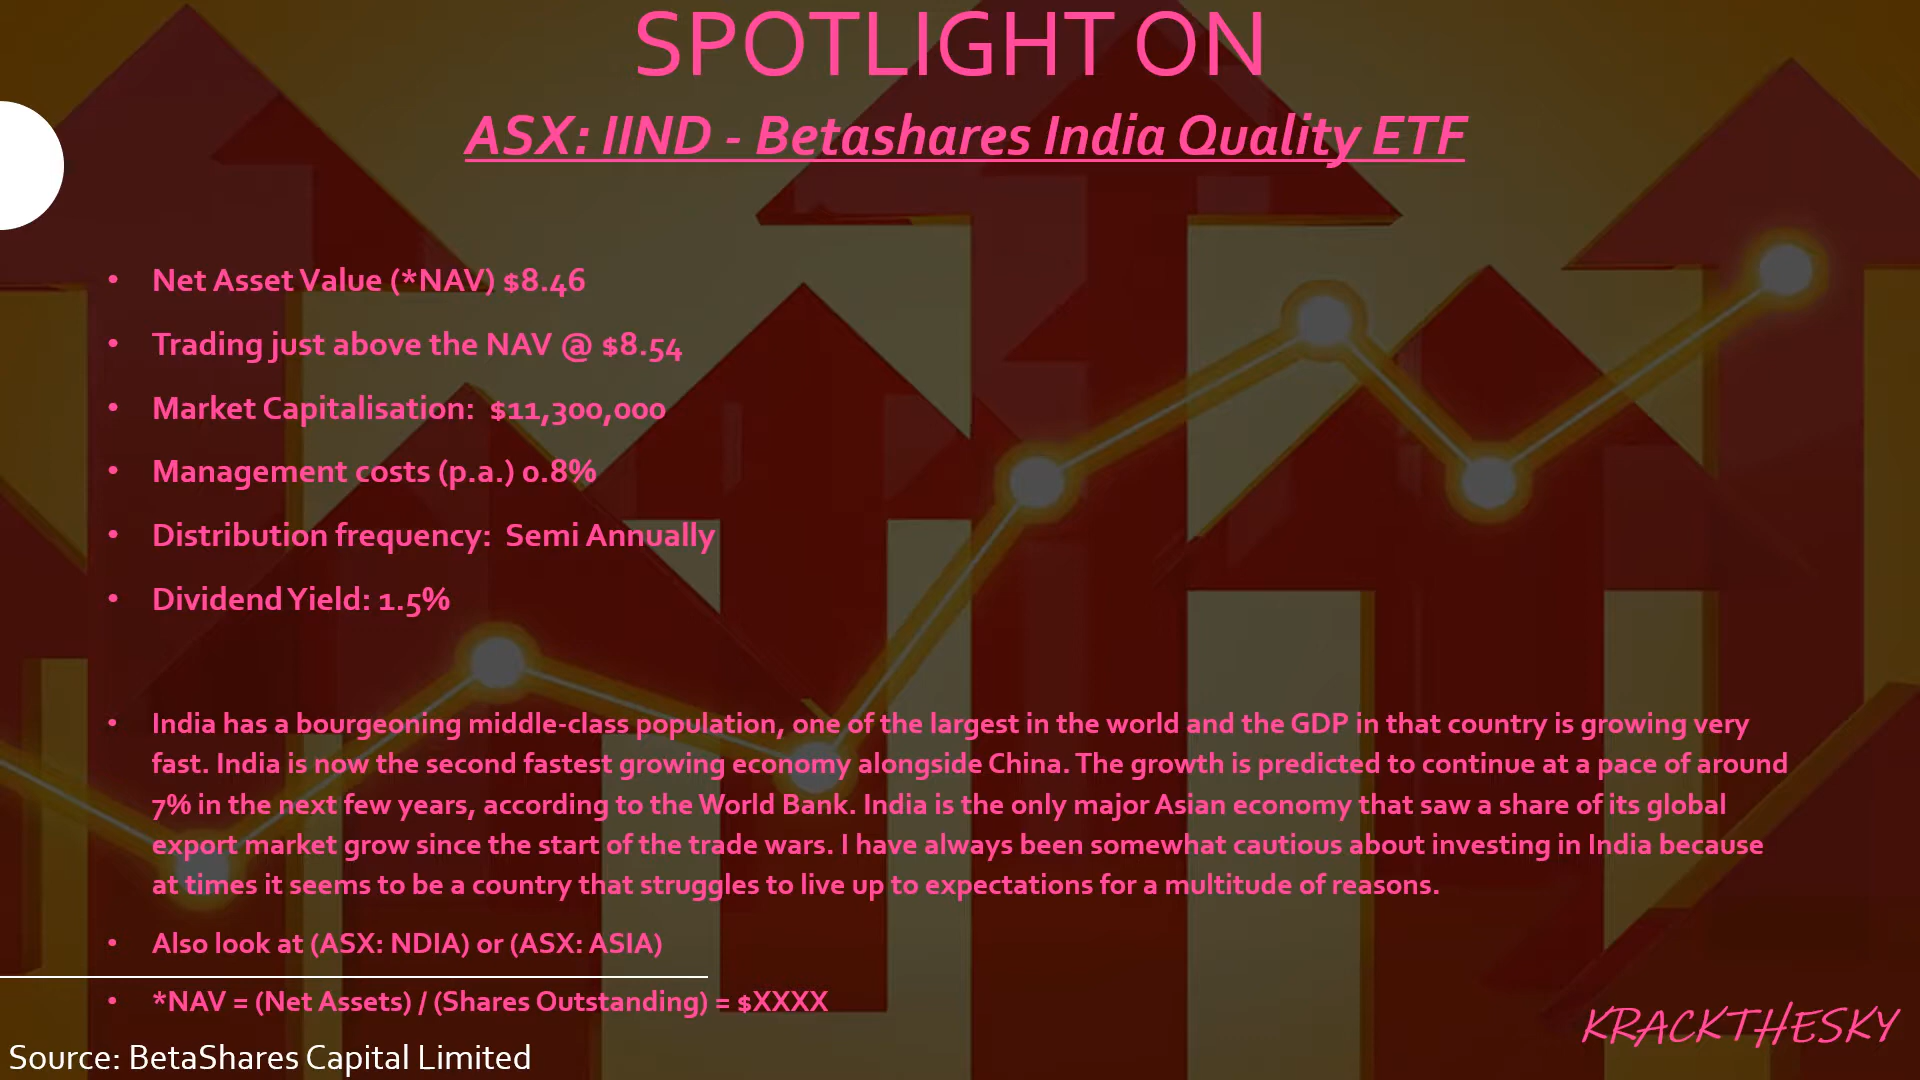 SPOTLIGHT ON
ASX: IIND - Betashares India Quality ETF
• Net Asset Value (*NAV) $8.46
• Trading just above the NAV @ $8.54
• Market Capitalisation:  $11,300,000
• Management costs (p.a.) 0.8%
• Distribution frequency:  Semi Annually
• Dividend Yield: 1.5%
• India has a bourgeoning middle-class population, one of the largest in the world and the GDP in that country is growing very
fast. India is now the second fastest growing economy alongside China. The growth is predicted to continue at a pace of around
7% in the next few years, according to the World Bank. India is the only major Asian economy that saw a share of its global
export market grow since the start of the trade wars. I have always been somewhat cautious about investing in India because
at times it seems to be a country that struggles to live up to expectations for a multitude of reasons.
• Also look at (ASX: NDIA) or (ASX: ASIA)
• *NAV = (Net Assets) / (Shares Outstanding) = $XXXX
KRACKTHESKY
Source: BetaShares Capital Limited